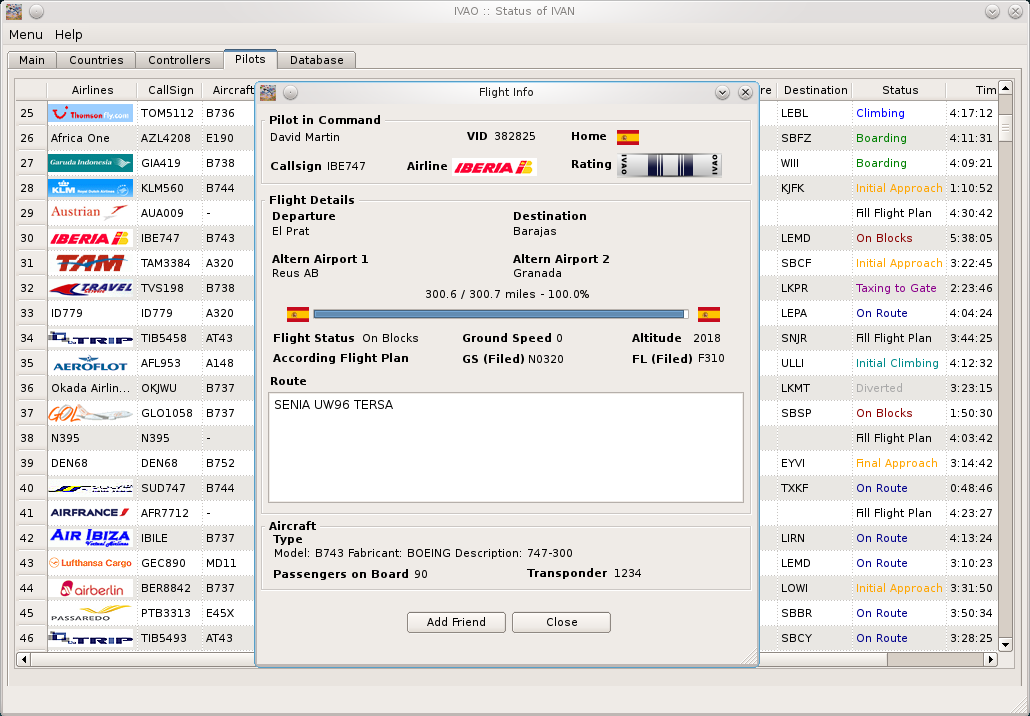 IVAO :: Status of IVAN
Menu Help
Main Countries Controllers Pilots Database
Airlines CallSign Aircraft re Destination Status Tim
25 Thomsonfly.com TOM5112 B736 LEBL Climbing 4:17:12
26 Africa One AZL4208 E190 SBFZ Boarding 4:11:31
27 Garuda Indonesia GIA419 B738 WIII Boarding 4:09:21
28 KLM Royal Dutch Airlines KLM560 B744 KJFK Initial Approach 1:10:52
29 Austrian AUA009 - Fill Flight Plan 4:30:42
30 IBERIA IBE747 B743 LEMD On Blocks 5:38:05
31 TAM TAM3384 A320 SBCF Initial Approach 3:22:45
32 TRAVEL TVS198 B738 LKPR Taxing to Gate 2:23:46
33 ID779 ID779 A320 LEPA On Route 4:04:24
34 TRIP TIB5458 AT43 SNJR Fill Flight Plan 3:44:25
35 AEROFLOT AFL953 A148 ULLI Initial Climbing 4:12:32
36 Okada Airlin... OKJWU B737 LKMT Diverted 3:23:15
37 GOL GLO1058 B737 SBSP On Blocks 1:50:30
38 N395 N395 - Fill Flight Plan 4:03:42
39 DEN68 DEN68 B752 EYVI Final Approach 3:14:42
40 SUD747 B744 TXKF On Route 0:48:46
41 AIRFRANCE AFR7712 - Fill Flight Plan 4:23:27
42 AIR IBIZA Virtual Airlines IBILE B737 LIRN On Route 4:13:24
43 Lufthansa Cargo GEC890 MD11 LEMD On Route 3:10:23
44 airberlin BER8842 B737 LOWI Initial Approach 3:31:50
45 PASSAREDO PTB3313 E45X SBBR On Route 3:50:34
46 TRIP TIB5493 AT43 SBCY On Route 3:28:25
Flight Info
Pilot in Command
David Martin VID 382825 Home
Callsign IBE747 Airline IBERIA Rating IVAO IVAO
Flight Details
Departure Destination
El Prat Barajas
Altern Airport 1 Altern Airport 2
Reus AB Granada
300.6 / 300.7 miles - 100.0%
Flight Status On Blocks Ground Speed 0 Altitude 2018
According Flight Plan GS (Filed) N0320 FL (Filed) F310
Route
SENIA UW96 TERSA
Aircraft
Type
Model: B743 Fabricant: BOEING Description: 747-300
Passengers on Board 90 Transponder 1234
Add Friend Close